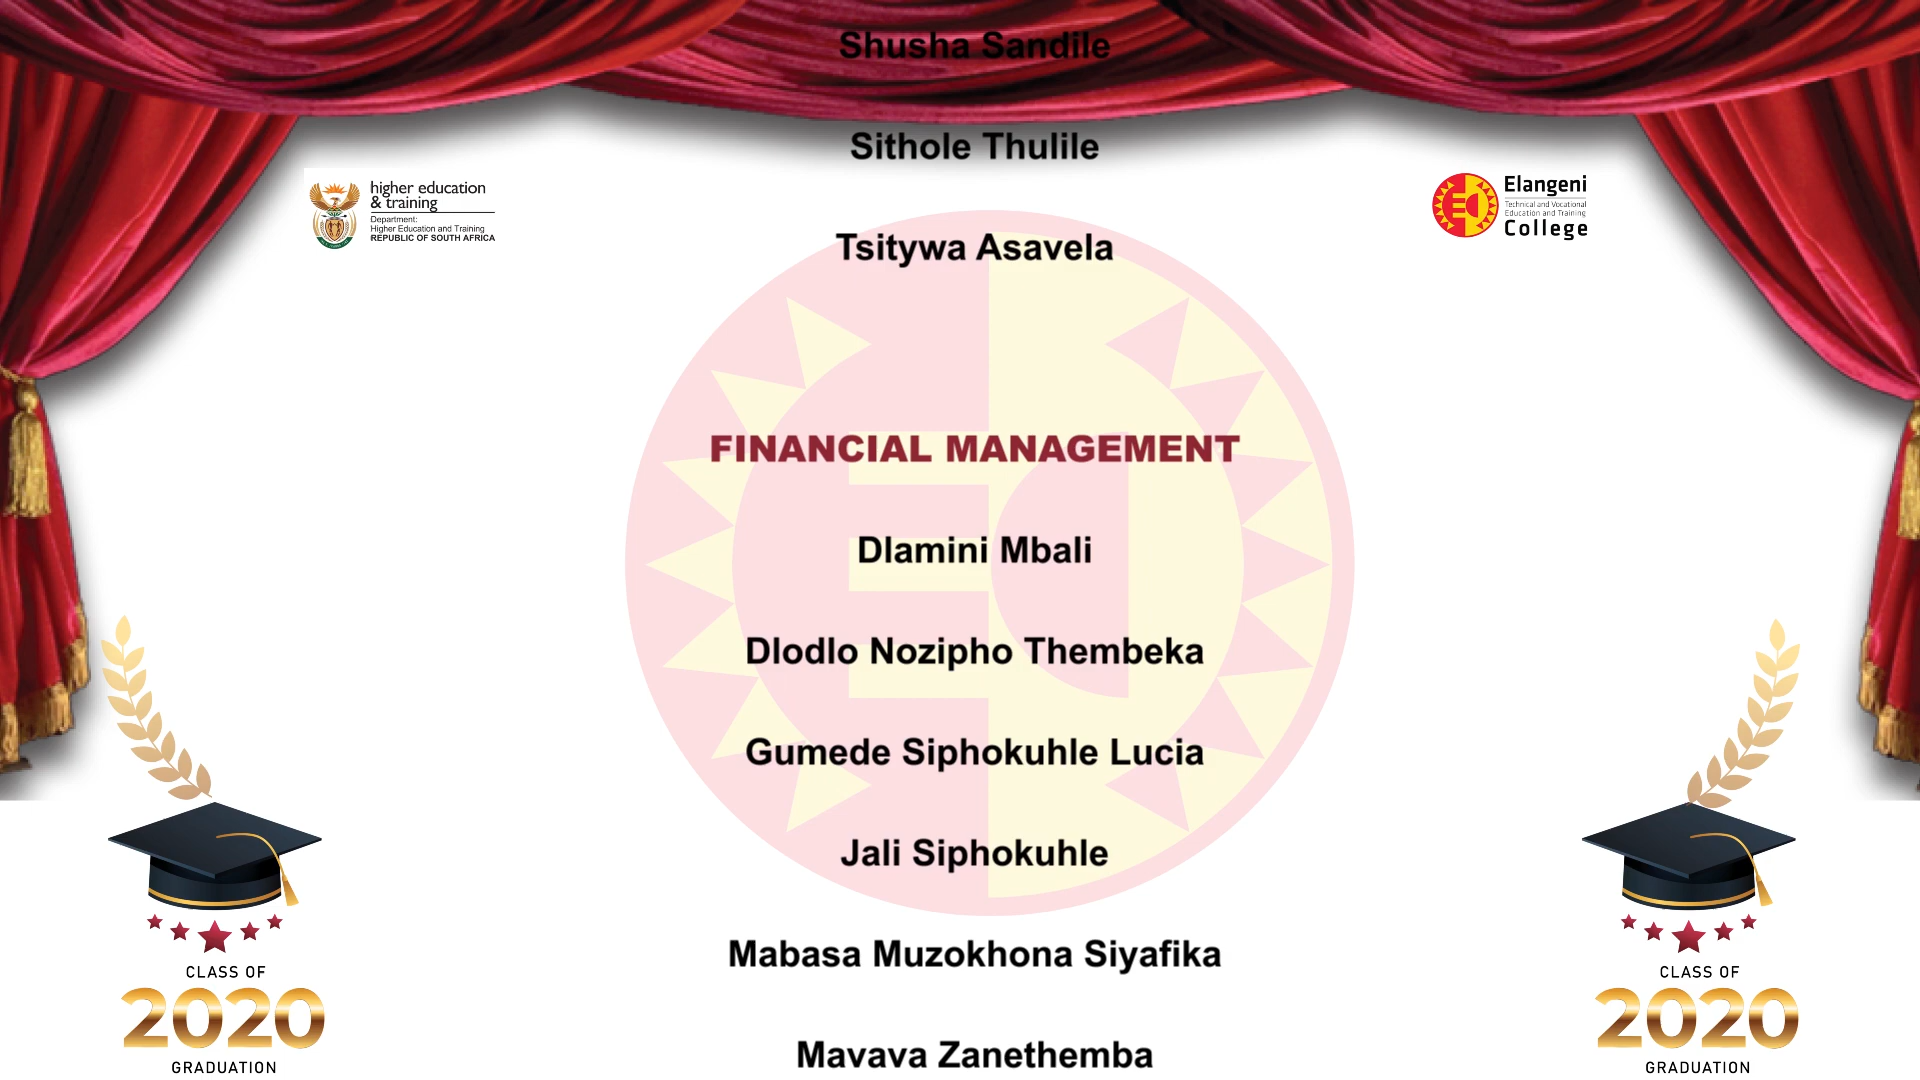 Shusha Sandile
Sithole Thulile
higher education
& training
Department:
Higher Education and Training
REPUBLIC OF SOUTH AFRICA
Elangeni
Technical and Vocational
Education and Training
College
Tsitywa Asavela
FINANCIAL MANAGEMENT
Dlamini Mbali
Dlodlo Nozipho Thembeka
Gumede Siphokuhle Lucia
Jali Siphokuhle
Mabasa Muzokhona Siyafika
Mavava Zanethemba
CLASS OF
2020
GRADUATION
CLASS OF
2020
GRADUATION